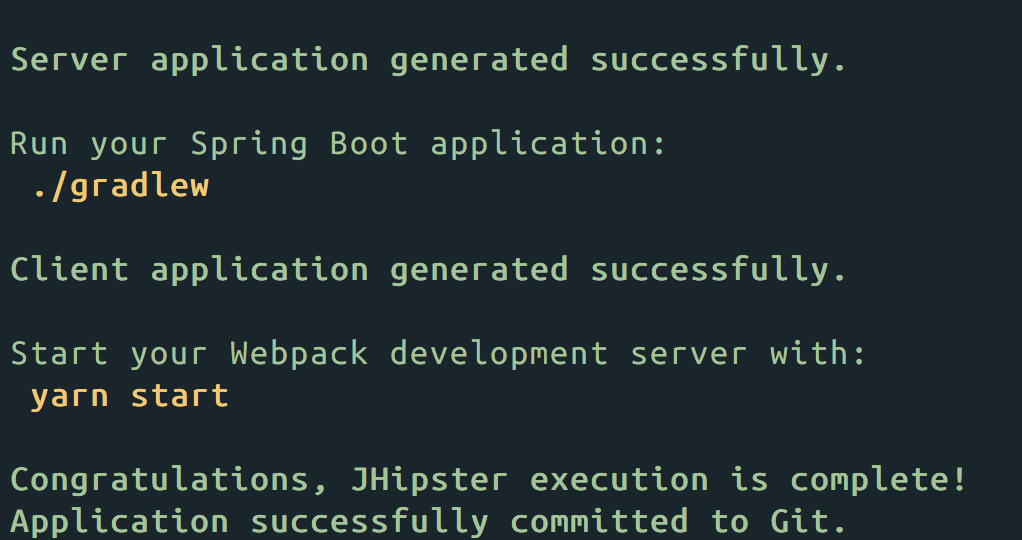 Server application generated successfully.
Run your Spring Boot application:
./gradlew
Client application generated successfully.
Start your Webpack development server with:
yarn start
Congratulations, JHipster execution is complete!
Application successfully committed to Git.